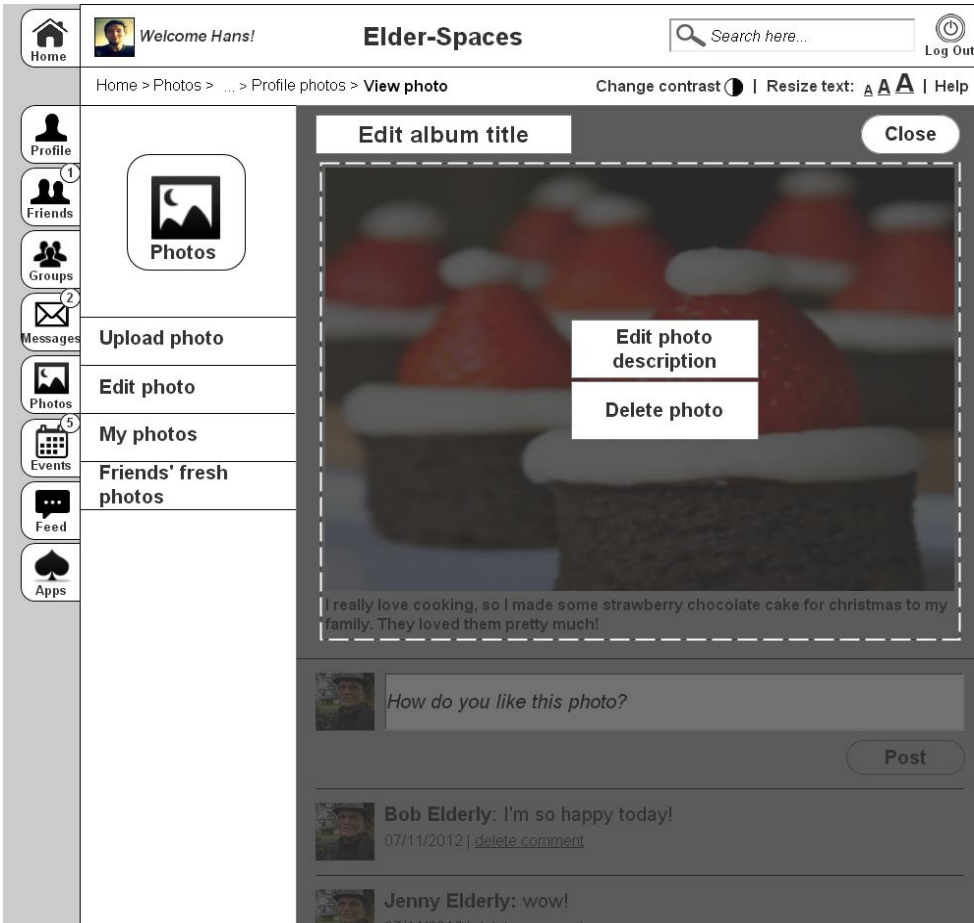 Home
Welcome Hans!
Elder-Spaces
Search here...
Log Out
Home > Photos > ... > Profile photos > View photo
Change contrast | Resize text: A A A | Help
Profile
1
Friends
Groups
2
Messages
Photos
5
Events
Feed
Apps
Photos
Upload photo
Edit photo
My photos
Friends' fresh
photos
Edit album title
Close
Edit photo
description
Delete photo
I really love cooking, so I made some strawberry chocolate cake for christmas to my
family. They loved them pretty much!
How do you like this photo?
Post
Bob Elderly: I'm so happy today!
07/11/2012 | delete comment
Jenny Elderly: wow!